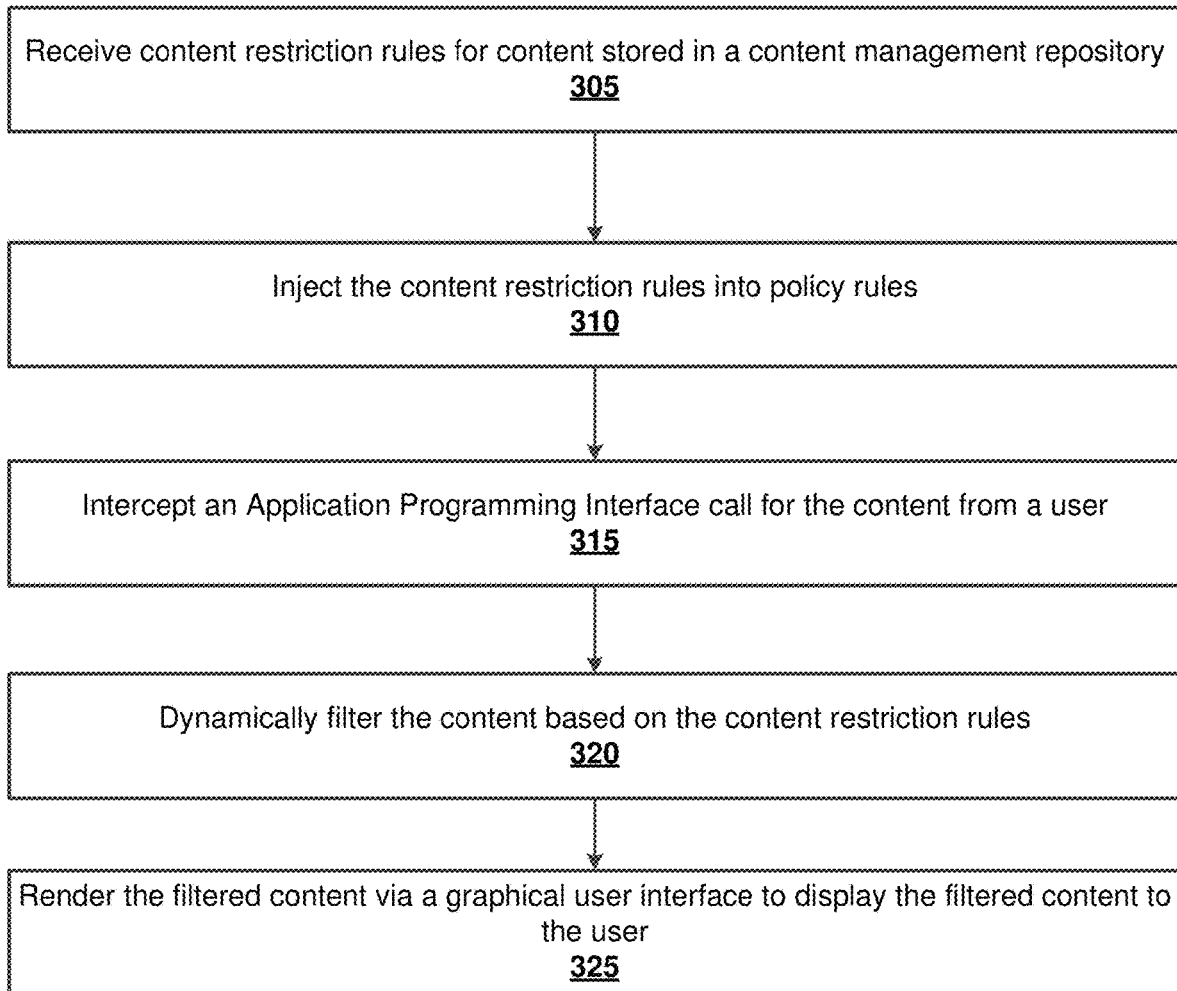 Receive content restriction rules for content stored in a content management repository
305
Inject the content restriction rules into policy rules
310
Intercept an Application Programming Interface call for the content from a user
315
Dynamically filter the content based on the content restriction rules
320
Render the filtered content via a graphical user interface to display the filtered content to
the user
325